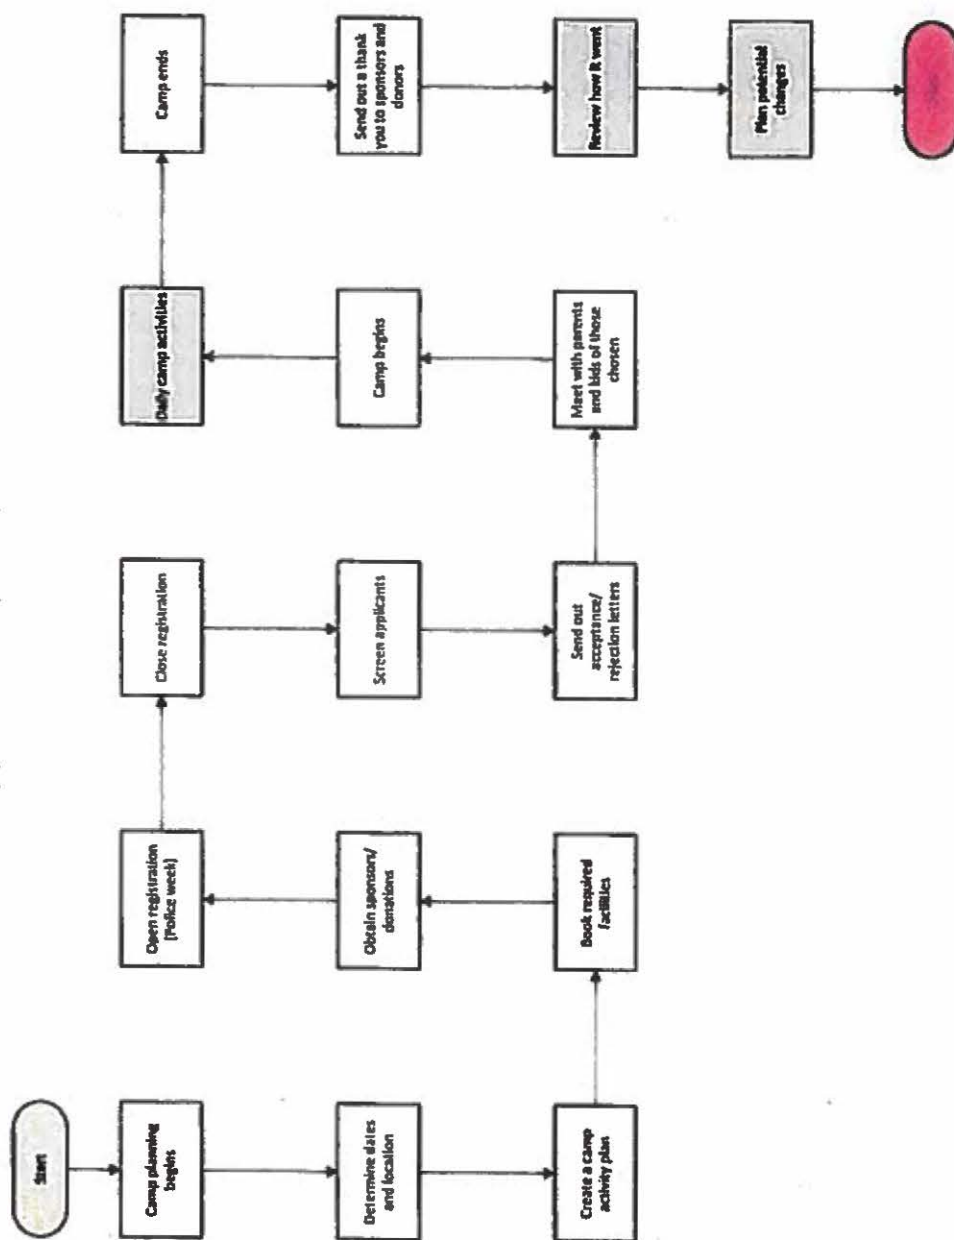 Start
Camp planning
begins
Determine dates
and location
Create a camp
activity plan
Book required
facilities
Obtain sponsors/
donations
Open registration
(Police week)
Close registration
Screen applicants
Send out
acceptance/
rejection letters
Meet with parents
and kids of those
chosen
Camp begins
Daily camp activities
Camp ends
Send out a thank
you to sponsors and
donors
Review how it went
Plan potential
changes